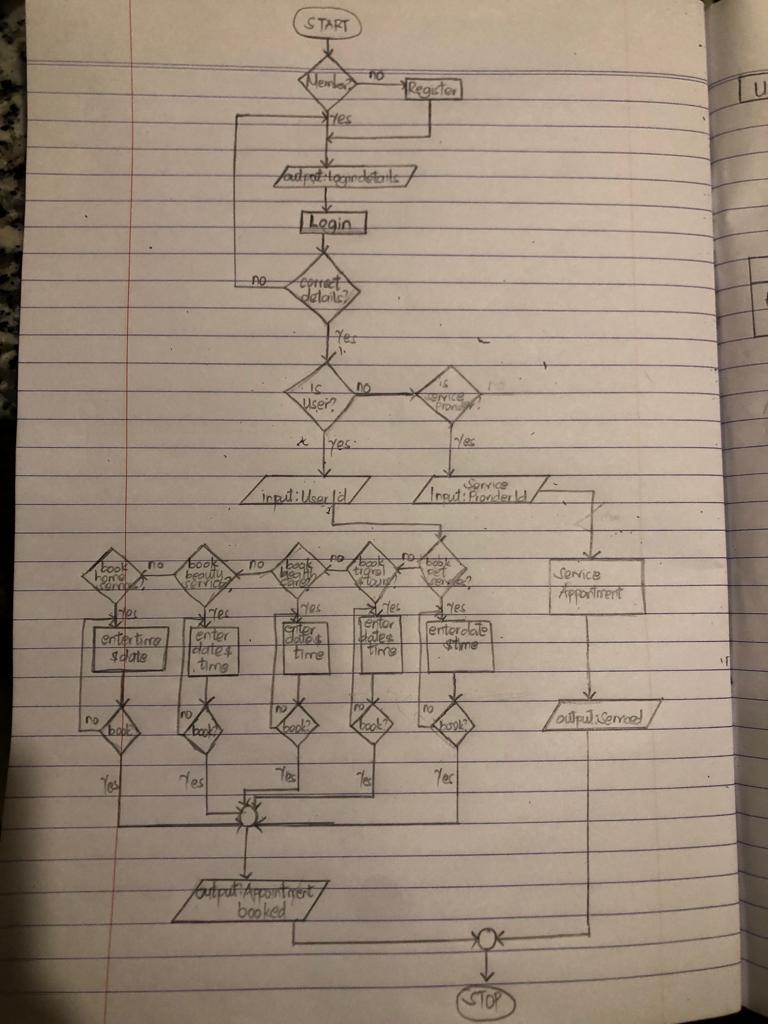 START
Member?
no
Register
Yes
output:Login details
Login
no
correct
details?
Yes
is
User?
no
is
service
Provider?
Yes
Yes
input:User Id
Service
Input:Provider Id
book
home
service?
no
book
beauty
service?
no
book
health
care?
no
book
no
book
pet
service?
Service
Appointment
Yes
Yes
Yes
Yes
Yes
enter time
&date
enter
date&
time
enter
date&
time
enter
date&
time
enter date
&time
no
book
no
book?
no
book?
no
book?
no
book?
output:Serviced
Yes
Yes
Yes
Yes
Yes
output:Appointment
booked
STOP
U